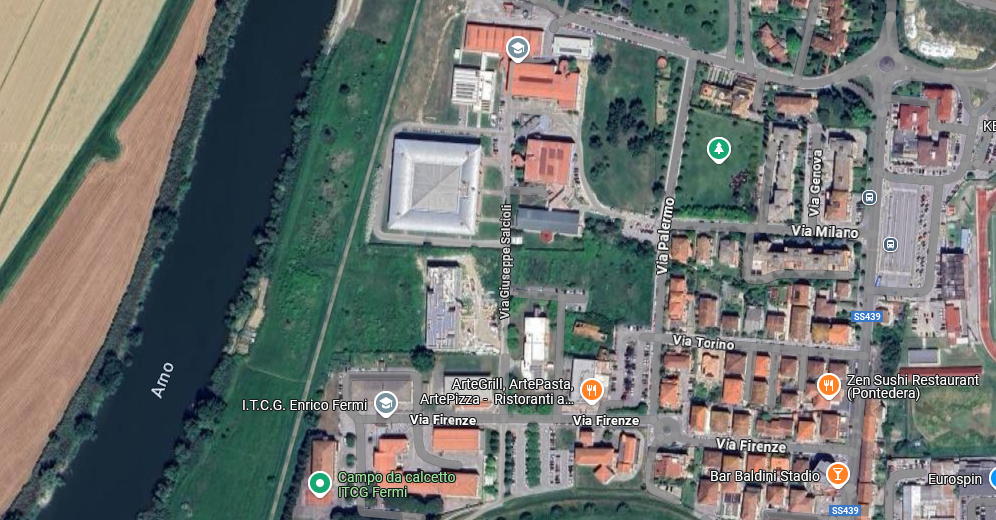 KE
Via Genova
Via Palermo
Via Milano
Via Giuseppe Salcioli
SS439
Via Torino
Arno
ArteGrill, ArtePasta,
ArtePizza - Ristoranti a...
Zen Sushi Restaurant
(Pontedera)
I.T.C.G. Enrico Fermi
Via Firenze
Via Firenze
Via Firenze
Campo da calcetto
ITCG Fermi
Bar Baldini Stadio
Eurospin
SS439